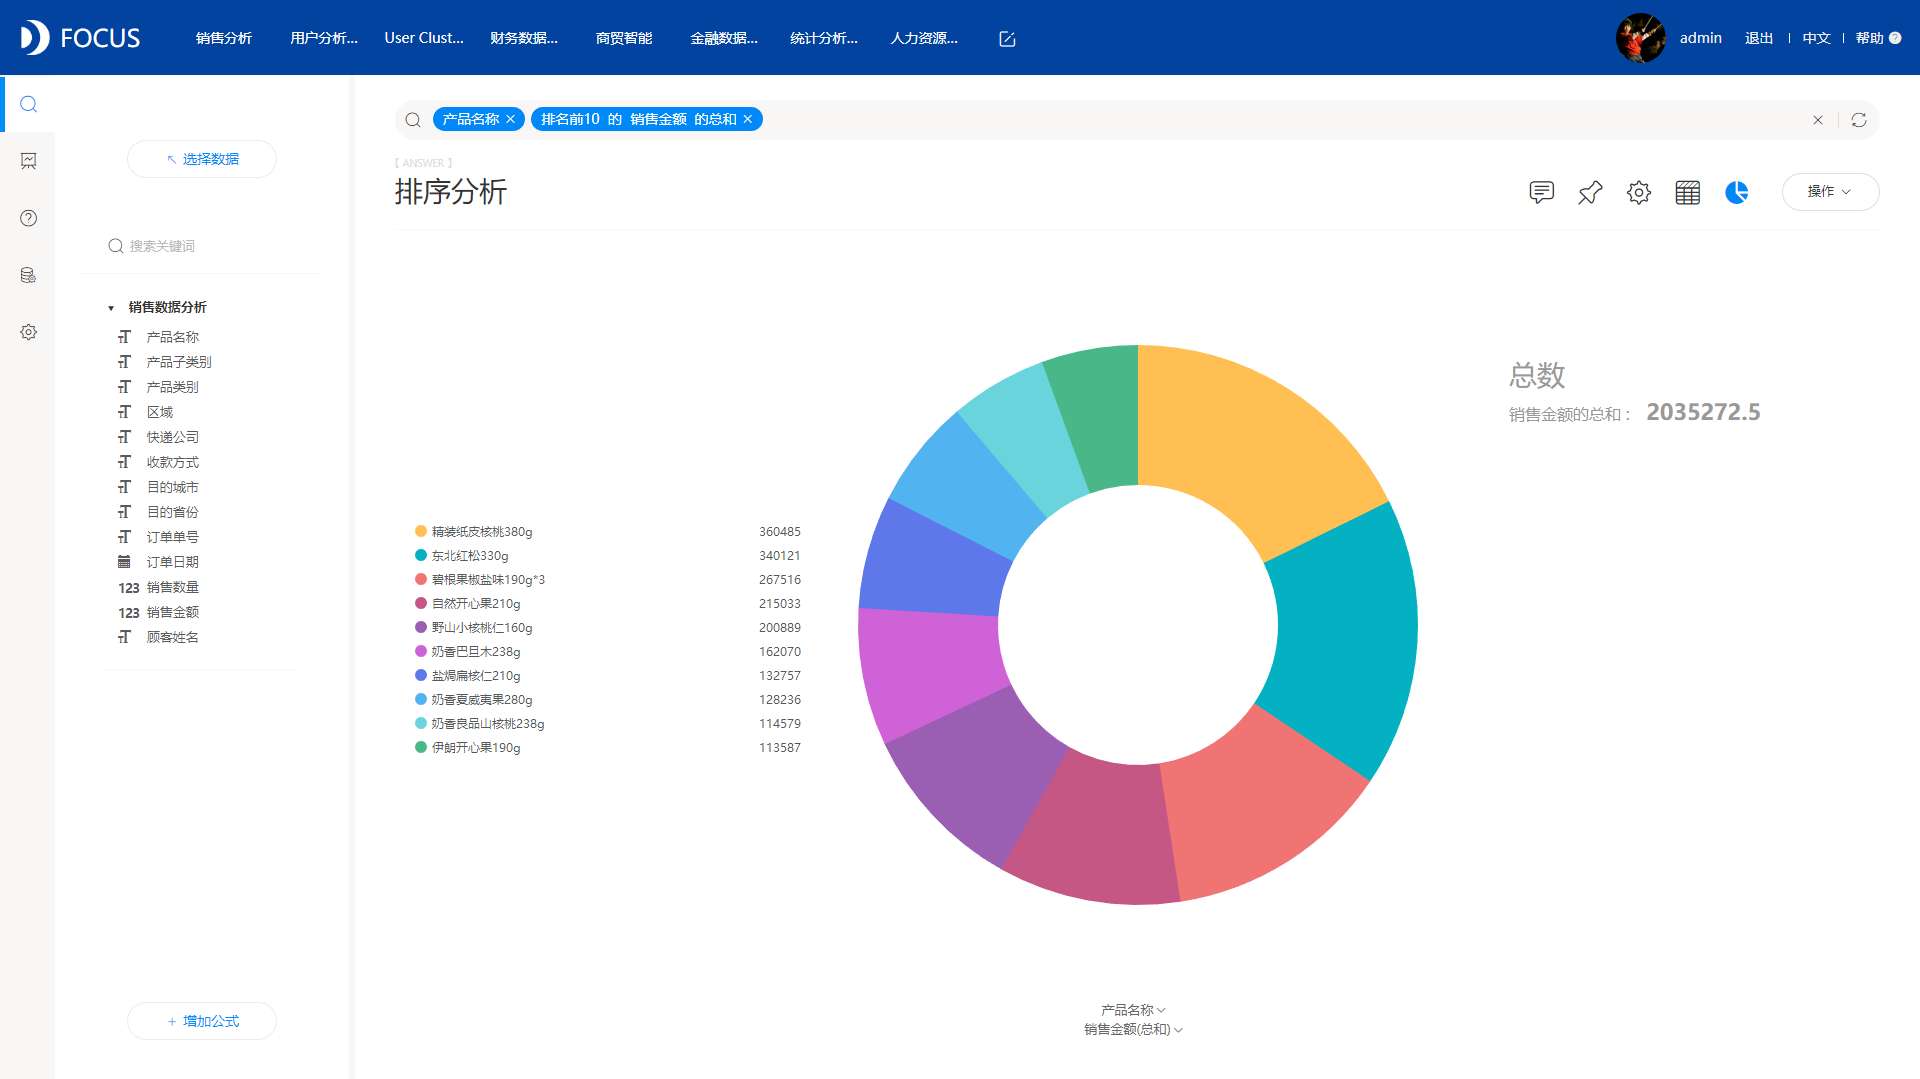 FOCUS 销售分析 用户分析... User Clust... 财务数据... 商贸智能 金融数据... 统计分析... 人力资源... admin 退出 中文 帮助 ?
产品名称 × 排名前10 的 销售金额 的总和 ×
选择数据
搜索关键词
销售数据分析
产品名称
产品子类别
产品类别
区域
快递公司
收款方式
目的城市
目的省份
订单单号
订单日期
123 销售数量
123 销售金额
顾客姓名
+ 增加公式
[ ANSWER ]
排序分析
操作
精装纸皮核桃380g 360485
东北红松330g 340121
碧根果椒盐味190g*3 267516
自然开心果210g 215033
野山小核桃仁160g 200889
奶香巴旦木238g 162070
盐焗扁核仁210g 132757
奶香夏威夷果280g 128236
奶香良品山核桃238g 114579
伊朗开心果190g 113587
总数
销售金额的总和： 2035272.5
产品名称
销售金额(总和)